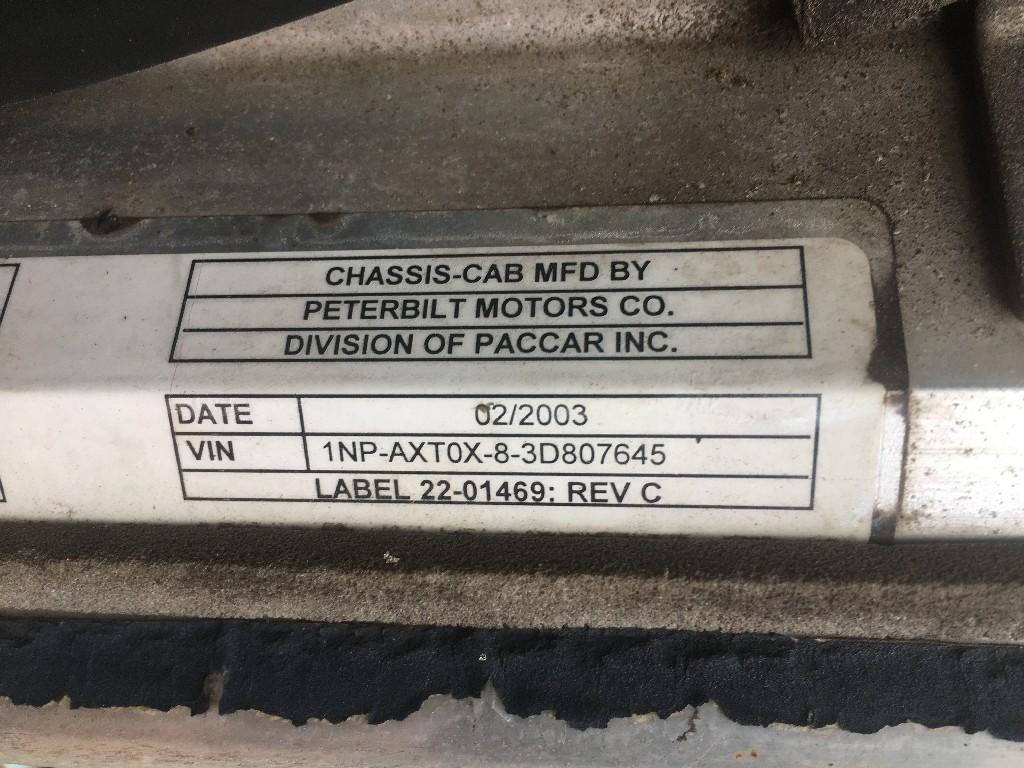 CHASSIS-CAB MFD BY
PETERBILT MOTORS CO.
DIVISION OF PACCAR INC.
DATE 02/2003
VIN 1NP-AXT0X-8-3D807645
LABEL 22-01469: REV C